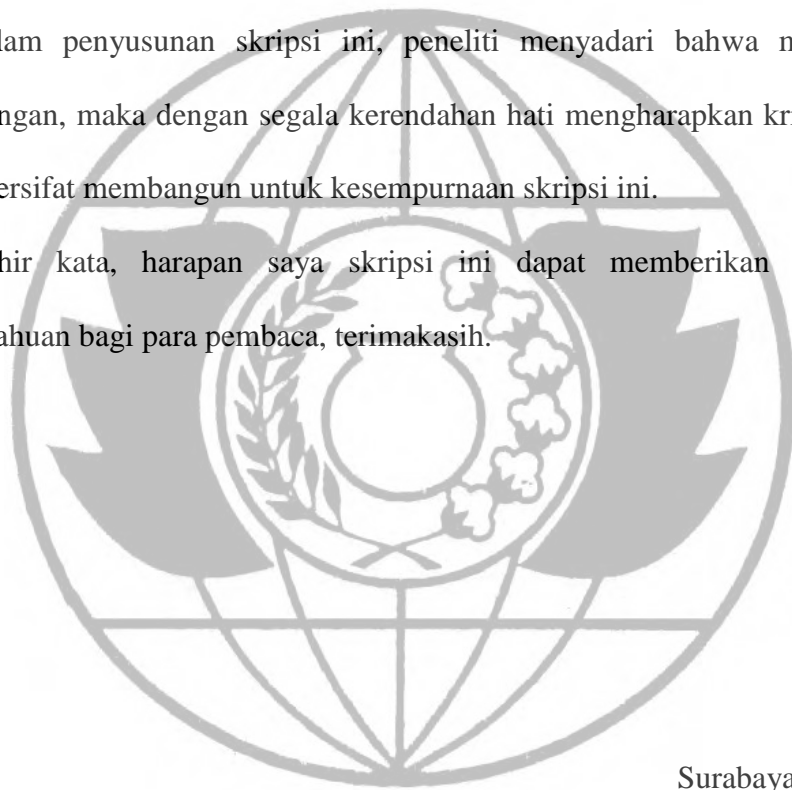 lam penyusunan skripsi ini, peneliti menyadari bahwa
ngan, maka dengan segala kerendahan hati mengharapkan
ersifat membangun untuk kesempurnaan skripsi ini.
hir kata, harapan saya skripsi ini dapat memberikan
ahuan bagi para pembaca, terimakasih.
Surabaya